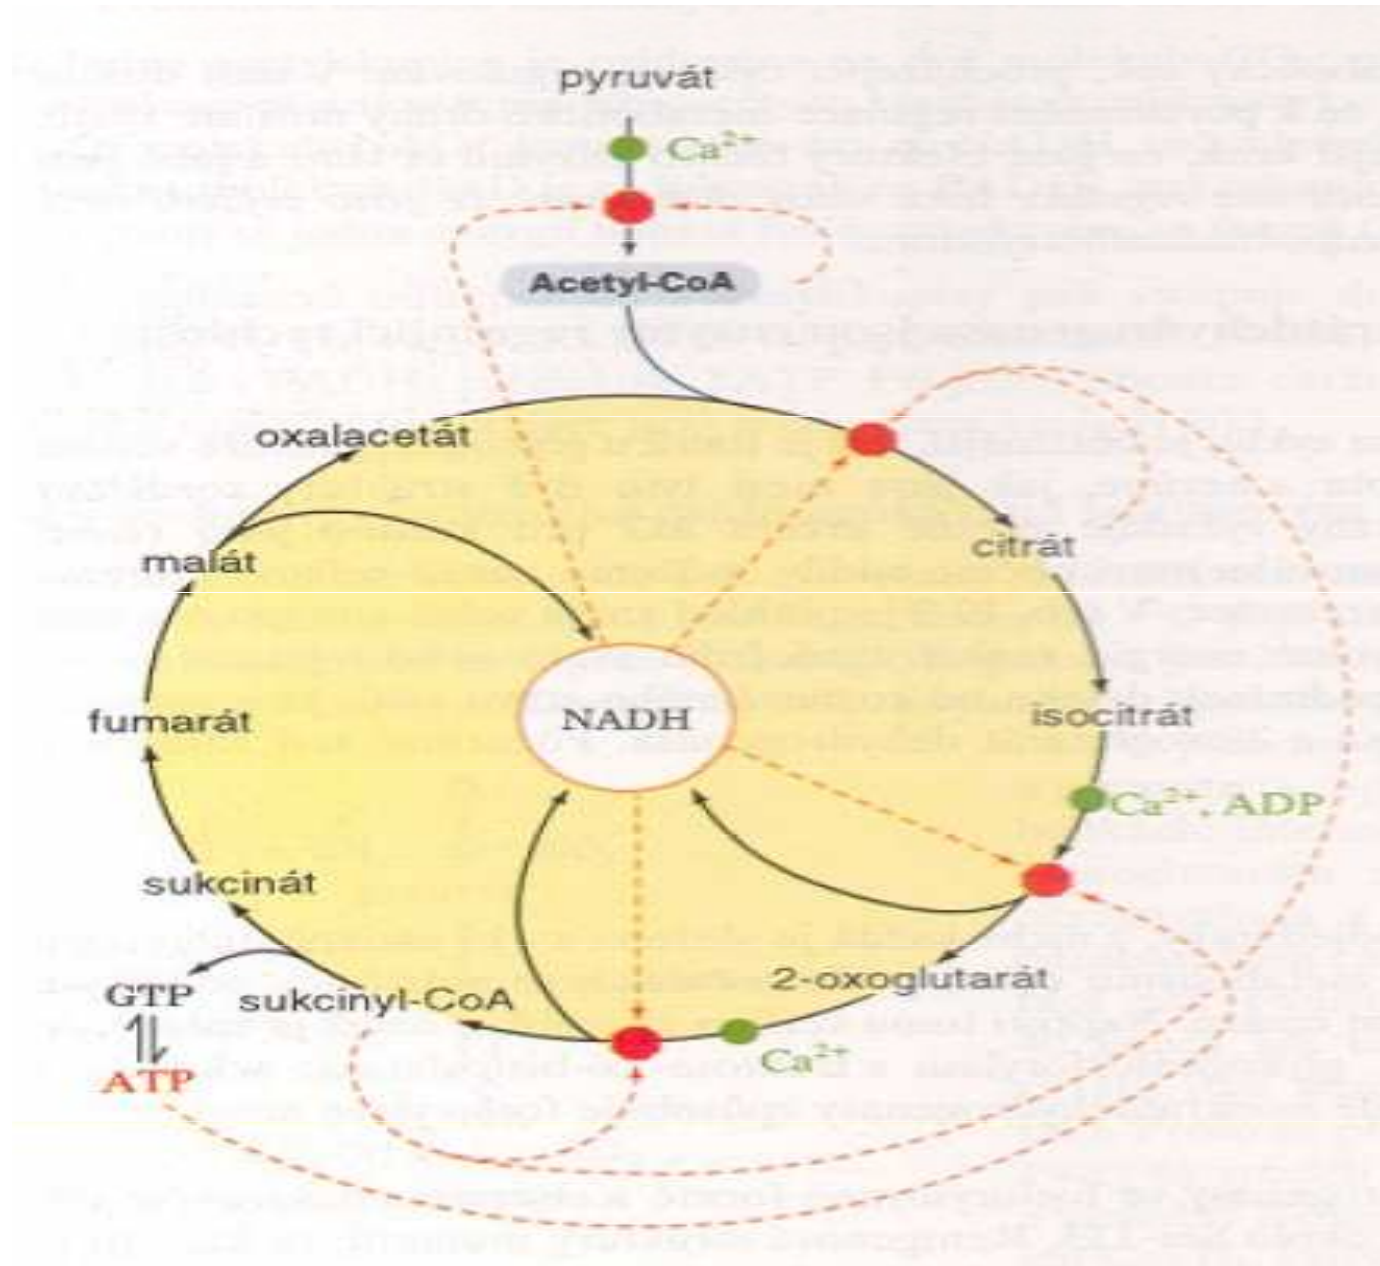 pyruvát
Ca²⁺
Acetyl-CoA
oxalacetát
citrát
malát
NADH
isocitrát
fumarát
Ca²⁺, ADP
sukcinát
2-oxoglutarát
GTP
sukcinyl-CoA
Ca²⁺
ATP